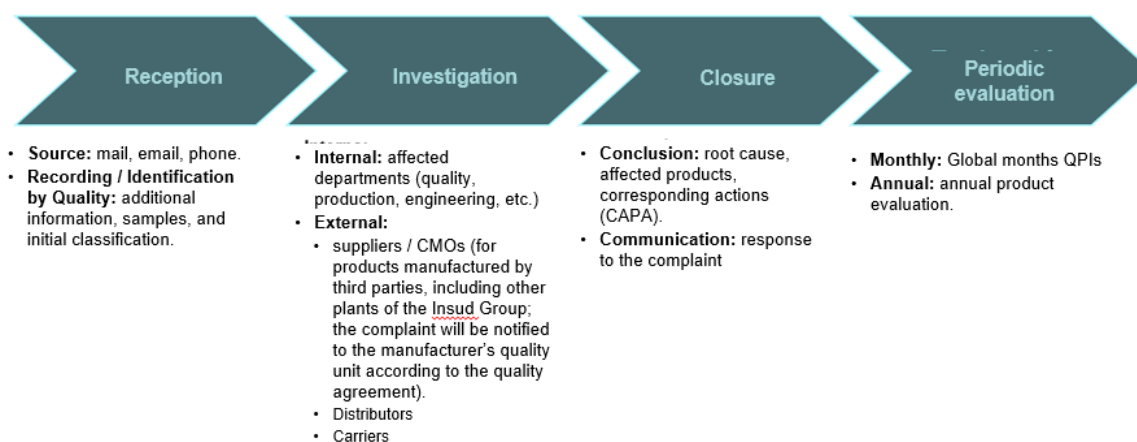 Reception
Investigation
Closure
Periodic
evaluation
• Source: mail, email, phone.
• Recording / Identification
by Quality: additional
information, samples, and
initial classification.
• Internal: affected
departments (quality,
production, engineering, etc.)
• External:
• suppliers / CMOs (for
products manufactured by
third parties, including other
plants of the Insud Group;
the complaint will be notified
to the manufacturer's quality
unit according to the quality
agreement).
• Distributors
• Carriers
• Conclusion: root cause,
affected products,
corresponding actions
(CAPA).
• Communication: response
to the complaint
• Monthly: Global months QPIs
• Annual: annual product
evaluation.